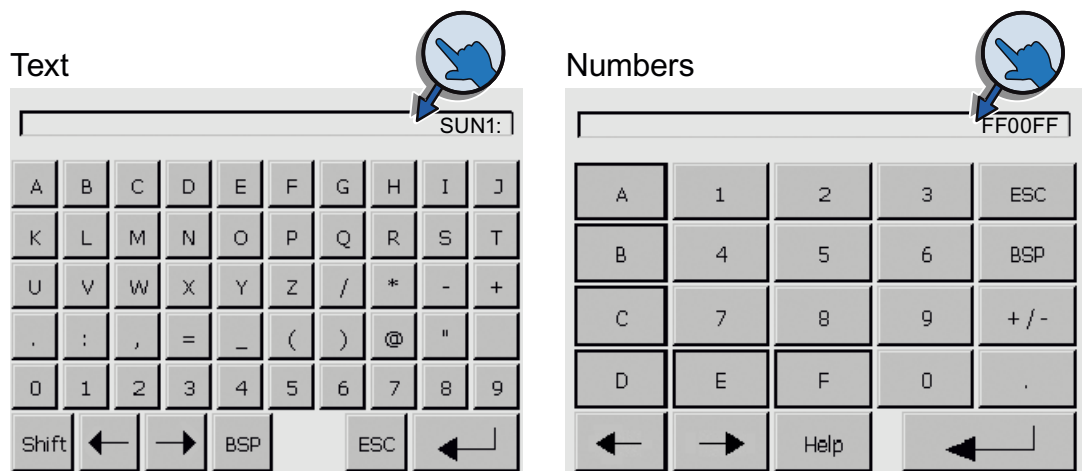 Text
SUN1:
A B C D E F G H I J
K L M N O P Q R S T
U V W X Y Z / * - +
. : , = _ ( ) @ "
0 1 2 3 4 5 6 7 8 9
Shift BSP ESC
Numbers
FF00FF
A 1 2 3 ESC
B 4 5 6 BSP
C 7 8 9 +/-
D E F 0 .
Help